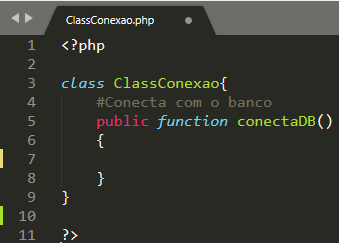 ClassConexao.php
1 <?php
2
3 class ClassConexao{
4 #Conecta com o banco
5 public function conectaDB()
6 {
7
8 }
9 }
10
11 ?>